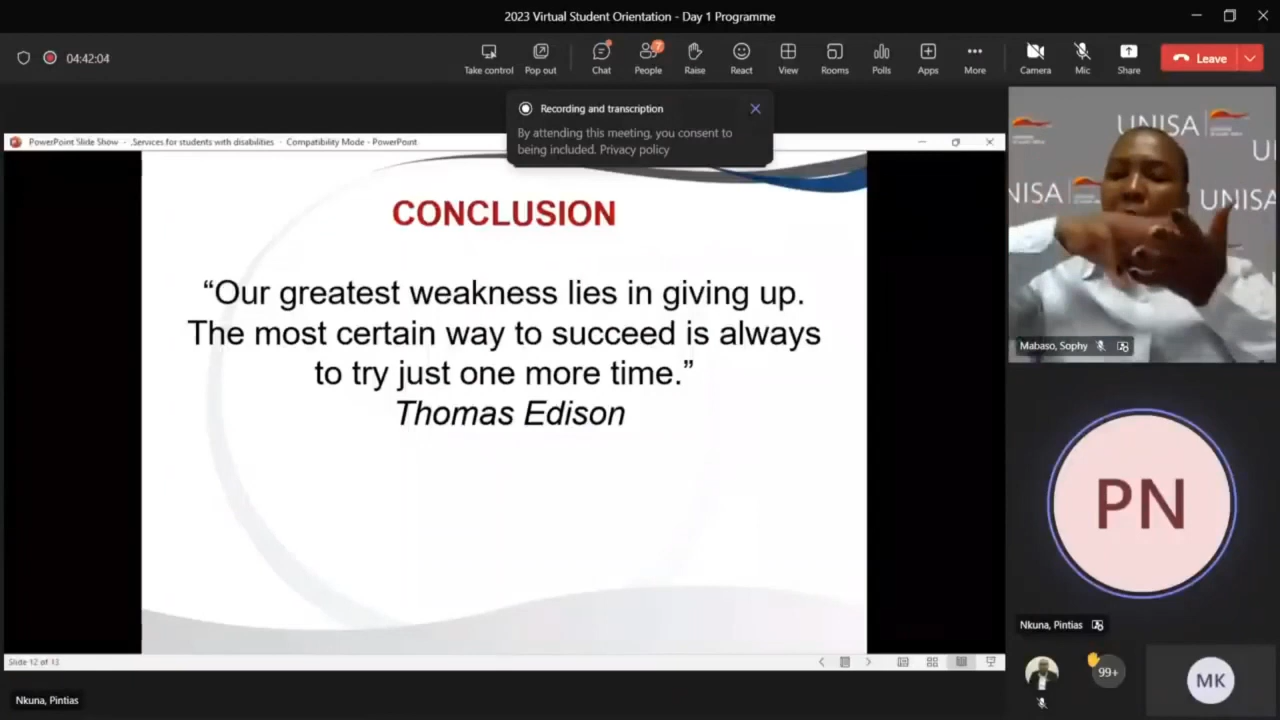 2023 Virtual Student Orientation - Day 1 Programme
04:42:04
Take control
Pop out
Chat
7
People
Raise
React
View
Rooms
Polls
Apps
More
Camera
Mic
Share
Leave
Recording and transcription
By attending this meeting, you consent to
being included. Privacy policy
PowerPoint Slide Show - .Services for students with disabilities - Compatibility Mode - PowerPoint
CONCLUSION
“Our greatest weakness lies in giving up.
The most certain way to succeed is always
to try just one more time.”
Thomas Edison
Slide 12 of 13
Nkuna, Pintias
UNISA
U
NISA
UNISA
Mabaso, Sophy
PN
Nkuna, Pintias
99+
MK